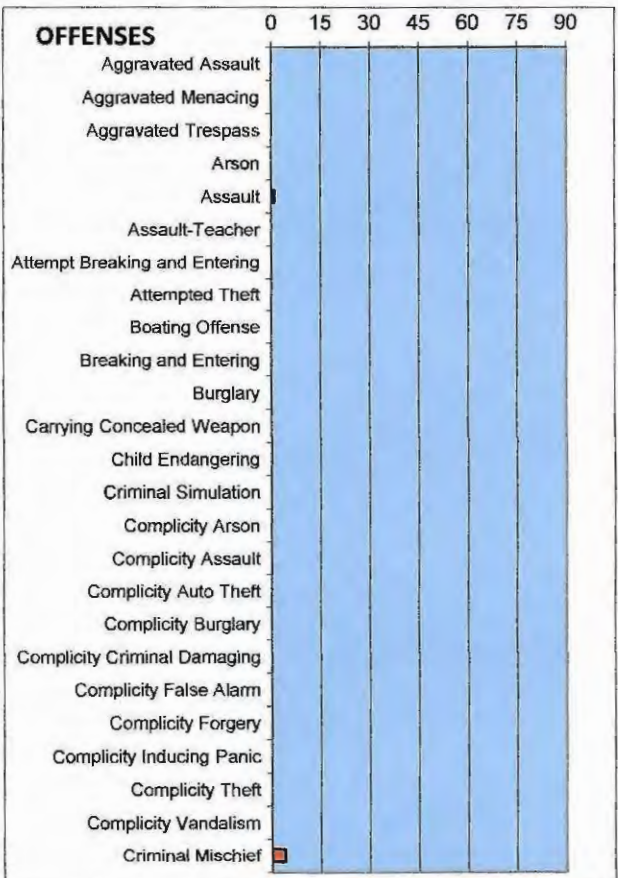 OFFENSES
0 15 30 45 60 75 90
Aggravated Assault
Aggravated Menacing
Aggravated Trespass
Arson
Assault
Assault-Teacher
Attempt Breaking and Entering
Attempted Theft
Boating Offense
Breaking and Entering
Burglary
Carrying Concealed Weapon
Child Endangering
Criminal Simulation
Complicity Arson
Complicity Assault
Complicity Auto Theft
Complicity Burglary
Complicity Criminal Damaging
Complicity False Alarm
Complicity Forgery
Complicity Inducing Panic
Complicity Theft
Complicity Vandalism
Criminal Mischief